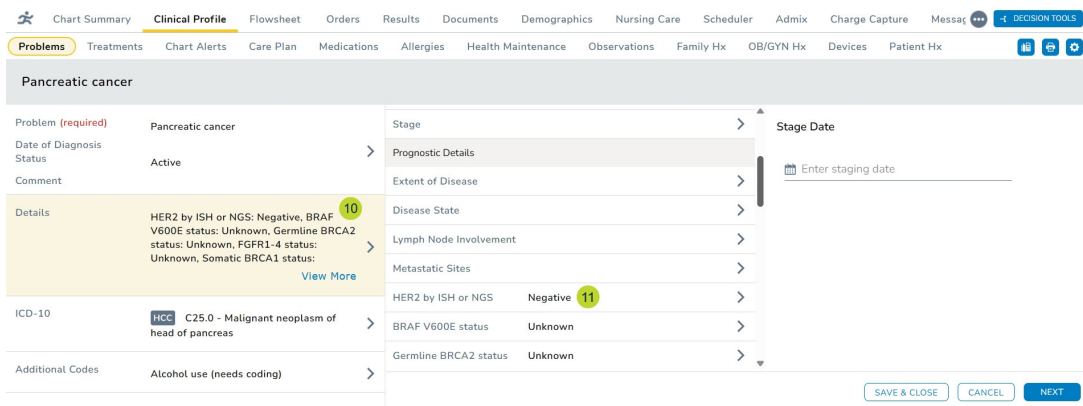 Chart Summary Clinical Profile Flowsheet Orders Results Documents Demographics Nursing Care Scheduler Admix Charge Capture Messag DECISION TOOLS
Problems Treatments Chart Alerts Care Plan Medications Allergies Health Maintenance Observations Family Hx OB/GYN Hx Devices Patient Hx
Pancreatic cancer
Problem (required) Pancreatic cancer
Date of Diagnosis
Status Active
Comment
Details
HER2 by ISH or NGS: Negative, BRAF 10
V600E status: Unknown, Germline BRCA2
status: Unknown, FGFR1-4 status:
Unknown, Somatic BRCA1 status:
View More
ICD-10
HCC C25.0 - Malignant neoplasm of
head of pancreas
Additional Codes Alcohol use (needs coding)
Stage
Prognostic Details
Extent of Disease
Disease State
Lymph Node Involvement
Metastatic Sites
HER2 by ISH or NGS Negative 11
BRAF V600E status Unknown
Germline BRCA2 status Unknown
Stage Date
Enter staging date
SAVE & CLOSE CANCEL NEXT